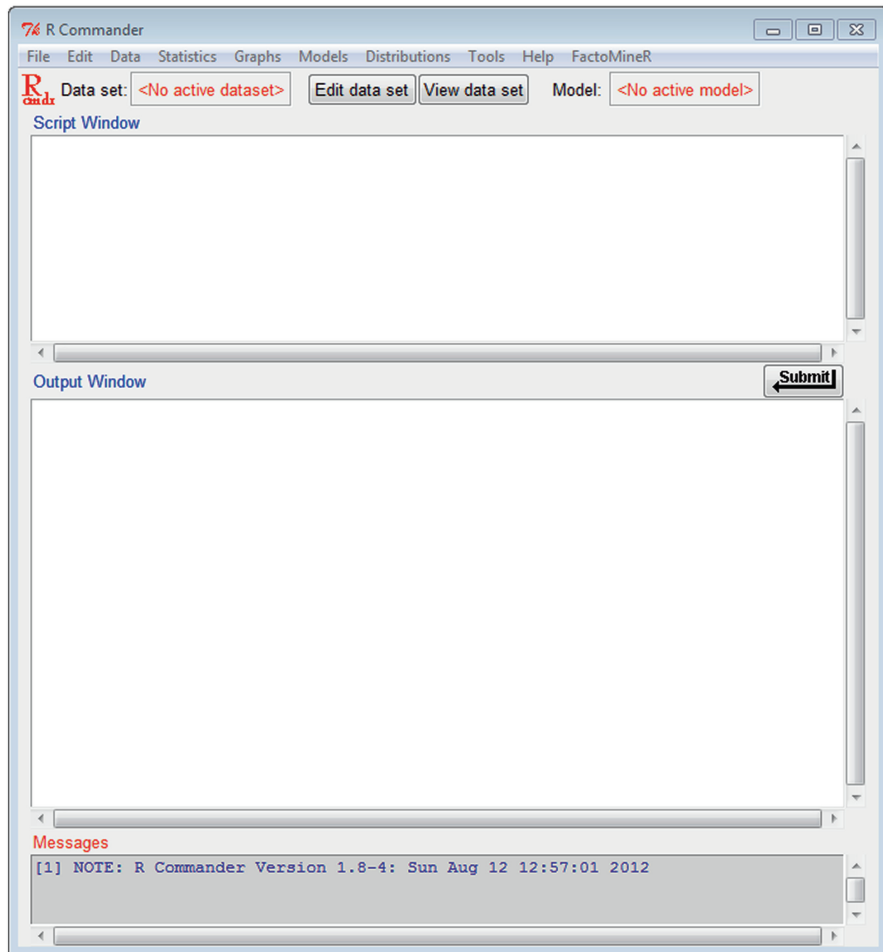 R Commander
File Edit Data Statistics Graphs Models Distributions Tools Help FactoMineR
R cmdr Data set: <No active dataset> Edit data set View data set Model: <No active model>
Script Window
Output Window Submit
Messages
[1] NOTE: R Commander Version 1.8-4: Sun Aug 12 12:57:01 2012